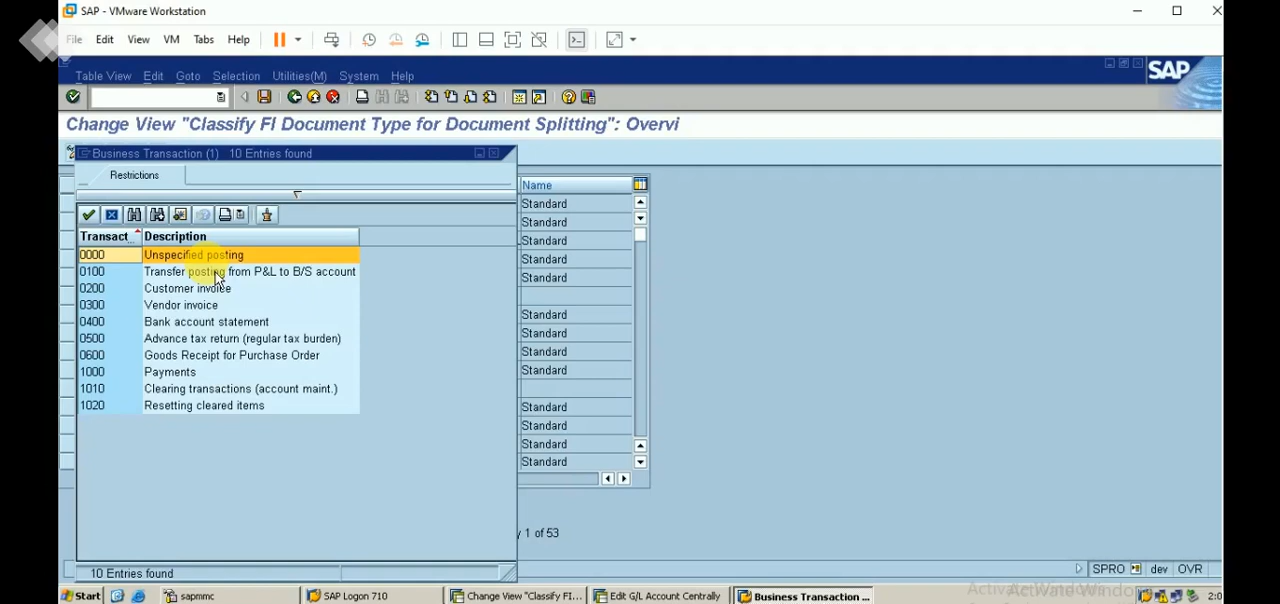 SAP - VMware Workstation
File Edit View VM Tabs Help
Table View Edit Goto Selection Utilities(M) System Help
SAP
Change View "Classify FI Document Type for Document Splitting": Overvi
Business Transaction (1) 10 Entries found
Restrictions
Name
Transact... Description
Standard
Standard
Standard
Standard
Standard
Standard
Standard
Standard
Standard
Standard
Standard
Standard
Standard
0000 Unspecified posting
0100 Transfer posting from P&L to B/S account
0200 Customer invoice
0300 Vendor invoice
0400 Bank account statement
0500 Advance tax return (regular tax burden)
0600 Goods Receipt for Purchase Order
1000 Payments
1010 Clearing transactions (account maint.)
1020 Resetting cleared items
y 1 of 53
10 Entries found
SPRO dev OVR
Start sapmmc SAP Logon 710 Change View "Classify FI... Edit G/L Account Centrally Business Transaction ...
2:0